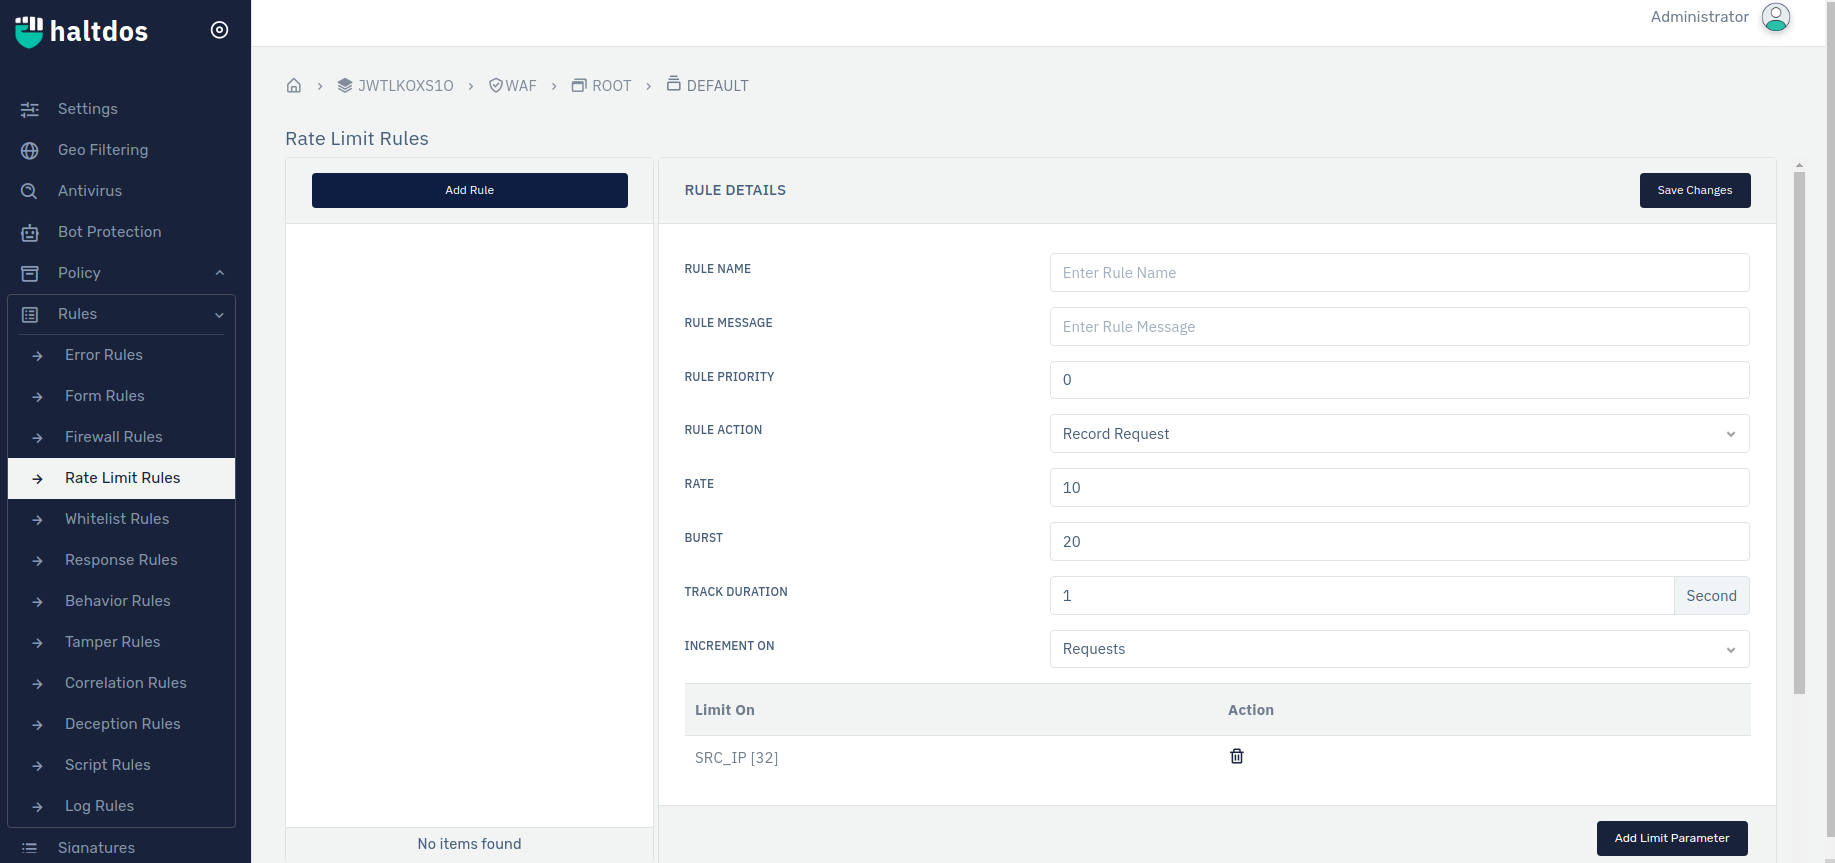 haltdos
Settings
Geo Filtering
Antivirus
Bot Protection
Policy
Rules
Error Rules
Form Rules
Firewall Rules
Rate Limit Rules
Whitelist Rules
Response Rules
Behavior Rules
Tamper Rules
Correlation Rules
Deception Rules
Script Rules
Log Rules
Signatures
Administrator
JWTLKOXS1O > WAF > ROOT > DEFAULT
Rate Limit Rules
Add Rule
No items found
RULE DETAILS
Save Changes
RULE NAME
Enter Rule Name
RULE MESSAGE
Enter Rule Message
RULE PRIORITY
0
RULE ACTION
Record Request
RATE
10
BURST
20
TRACK DURATION
1 Second
INCREMENT ON
Requests
Limit On Action
SRC_IP [32]
Add Limit Parameter